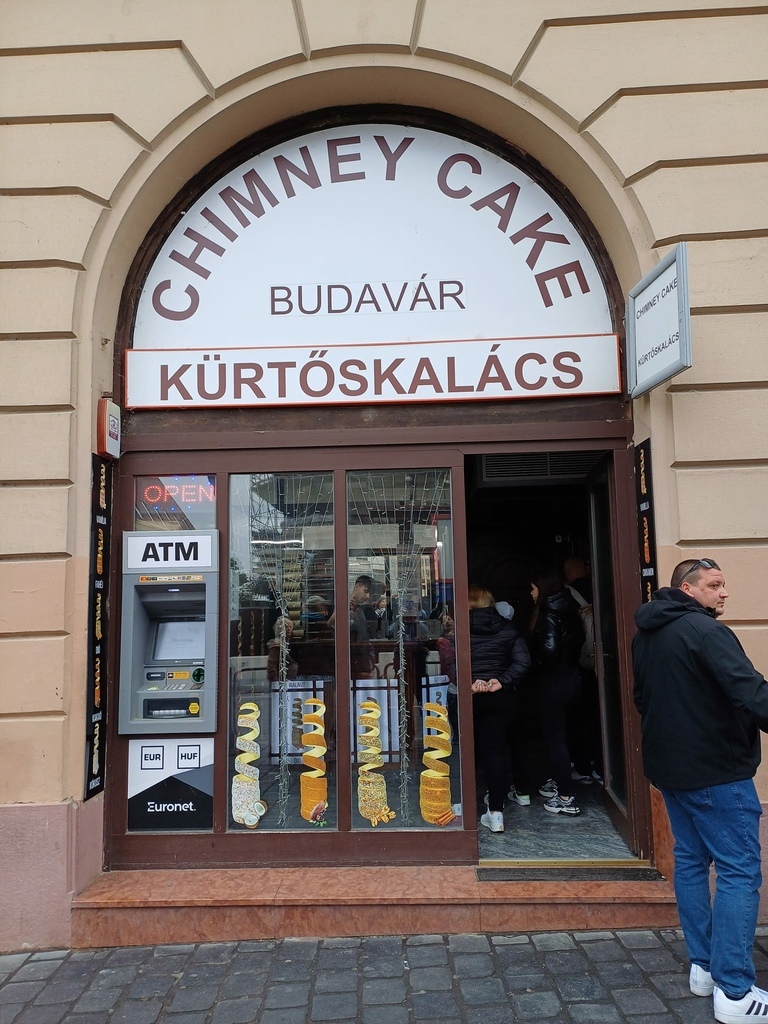 CHIMNEY CAKE
BUDAVÁR
KÜRTŐSKALÁCS
CHIMNEY CAKE
KÜRTŐSKALÁCS
OPEN
ATM
EUR HUF
Euronet